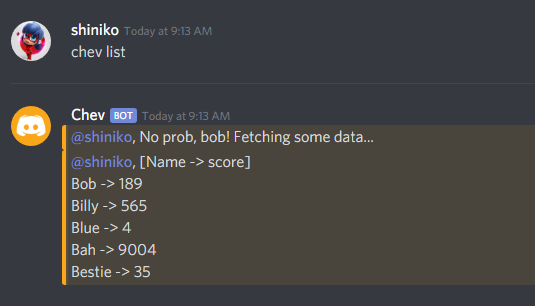 shiniko Today at 9:13 AM
chev list
Chev BOT Today at 9:13 AM
@shiniko, No prob, bob! Fetching some data...
@shiniko, [Name -> score]
Bob -> 189
Billy -> 565
Blue -> 4
Bah -> 9004
Bestie -> 35